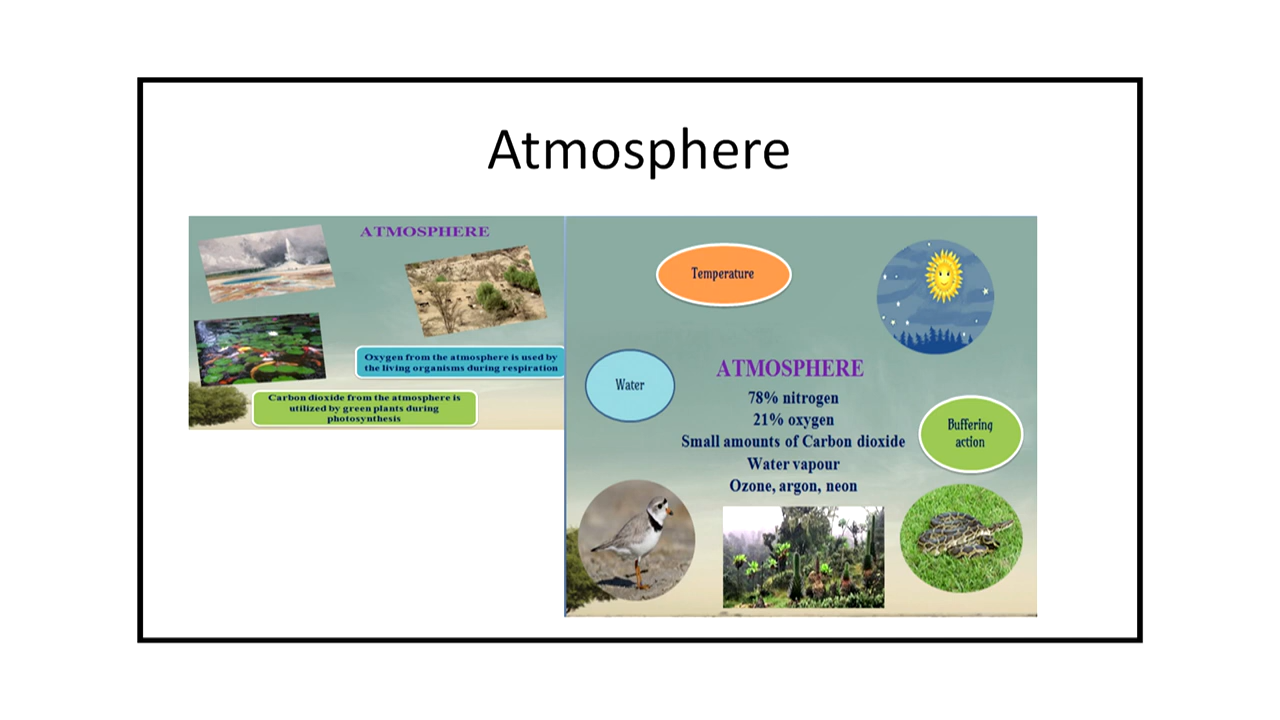 Atmosphere
ATMOSPHERE
Oxygen from the atmosphere is used by
the living organisms during respiration
Carbon dioxide from the atmosphere is
utilized by green plants during
photosynthesis
Temperature
Water
ATMOSPHERE
78% nitrogen
21% oxygen
Small amounts of Carbon dioxide
Water vapour
Ozone, argon, neon
Buffering
action